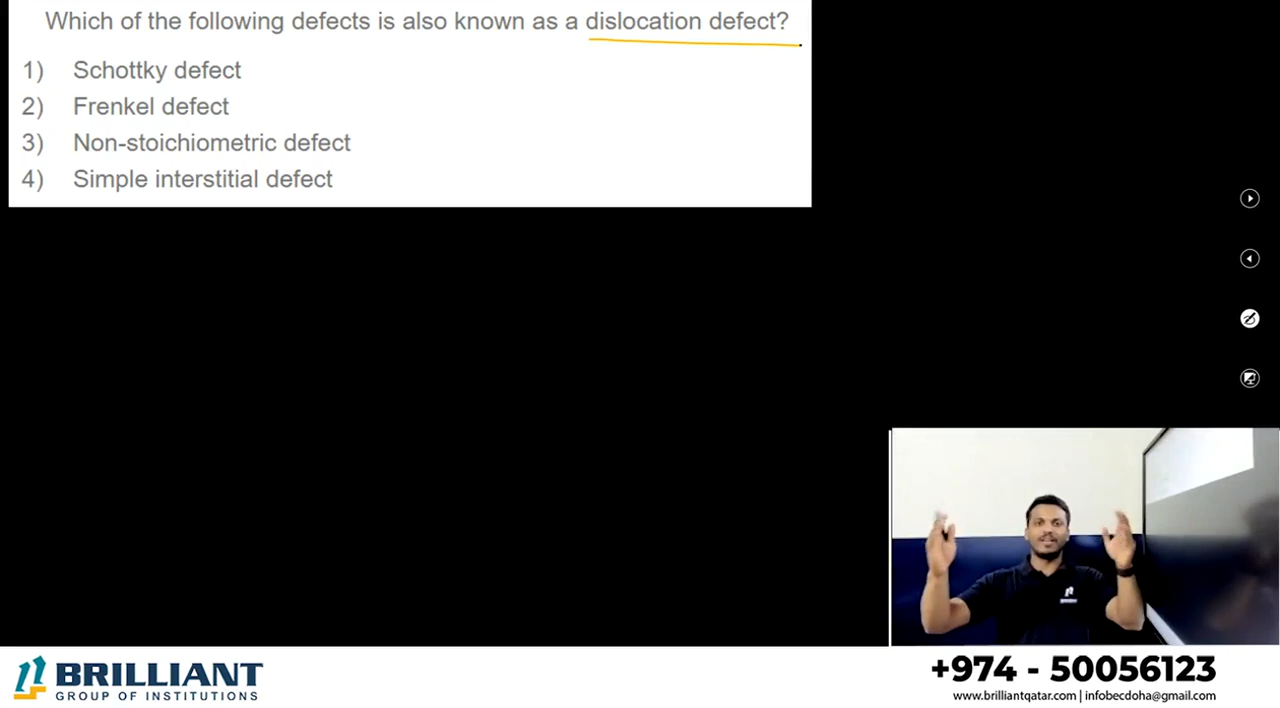 Which of the following defects is also known as a dislocation defect?
1) Schottky defect
2) Frenkel defect
3) Non-stoichiometric defect
4) Simple interstitial defect
BRILLIANT
GROUP OF INSTITUTIONS
+974 - 50056123
www.brilliantqatar.com | infobecdoha@gmail.com